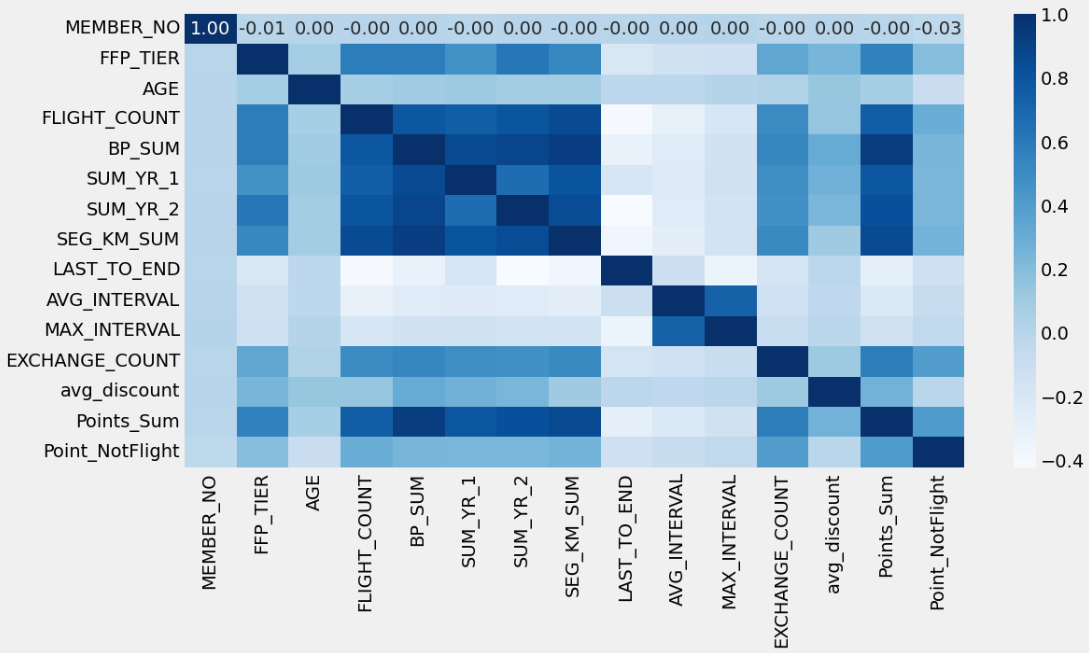 MEMBER_NO 1.00 -0.01 0.00 -0.00 0.00 -0.00 0.00 -0.00 -0.00 0.00 0.00 -0.00 0.00 -0.00 -0.03
FFP_TIER
AGE
FLIGHT_COUNT
BP_SUM
SUM_YR_1
SUM_YR_2
SEG_KM_SUM
LAST_TO_END
AVG_INTERVAL
MAX_INTERVAL
EXCHANGE_COUNT
avg_discount
Points_Sum
Point_NotFlight
MEMBER_NO
FFP_TIER
AGE
FLIGHT_COUNT
BP_SUM
SUM_YR_1
SUM_YR_2
SEG_KM_SUM
LAST_TO_END
AVG_INTERVAL
MAX_INTERVAL
EXCHANGE_COUNT
avg_discount
Points_Sum
Point_NotFlight
1.0
0.8
0.6
0.4
0.2
0.0
−0.2
−0.4